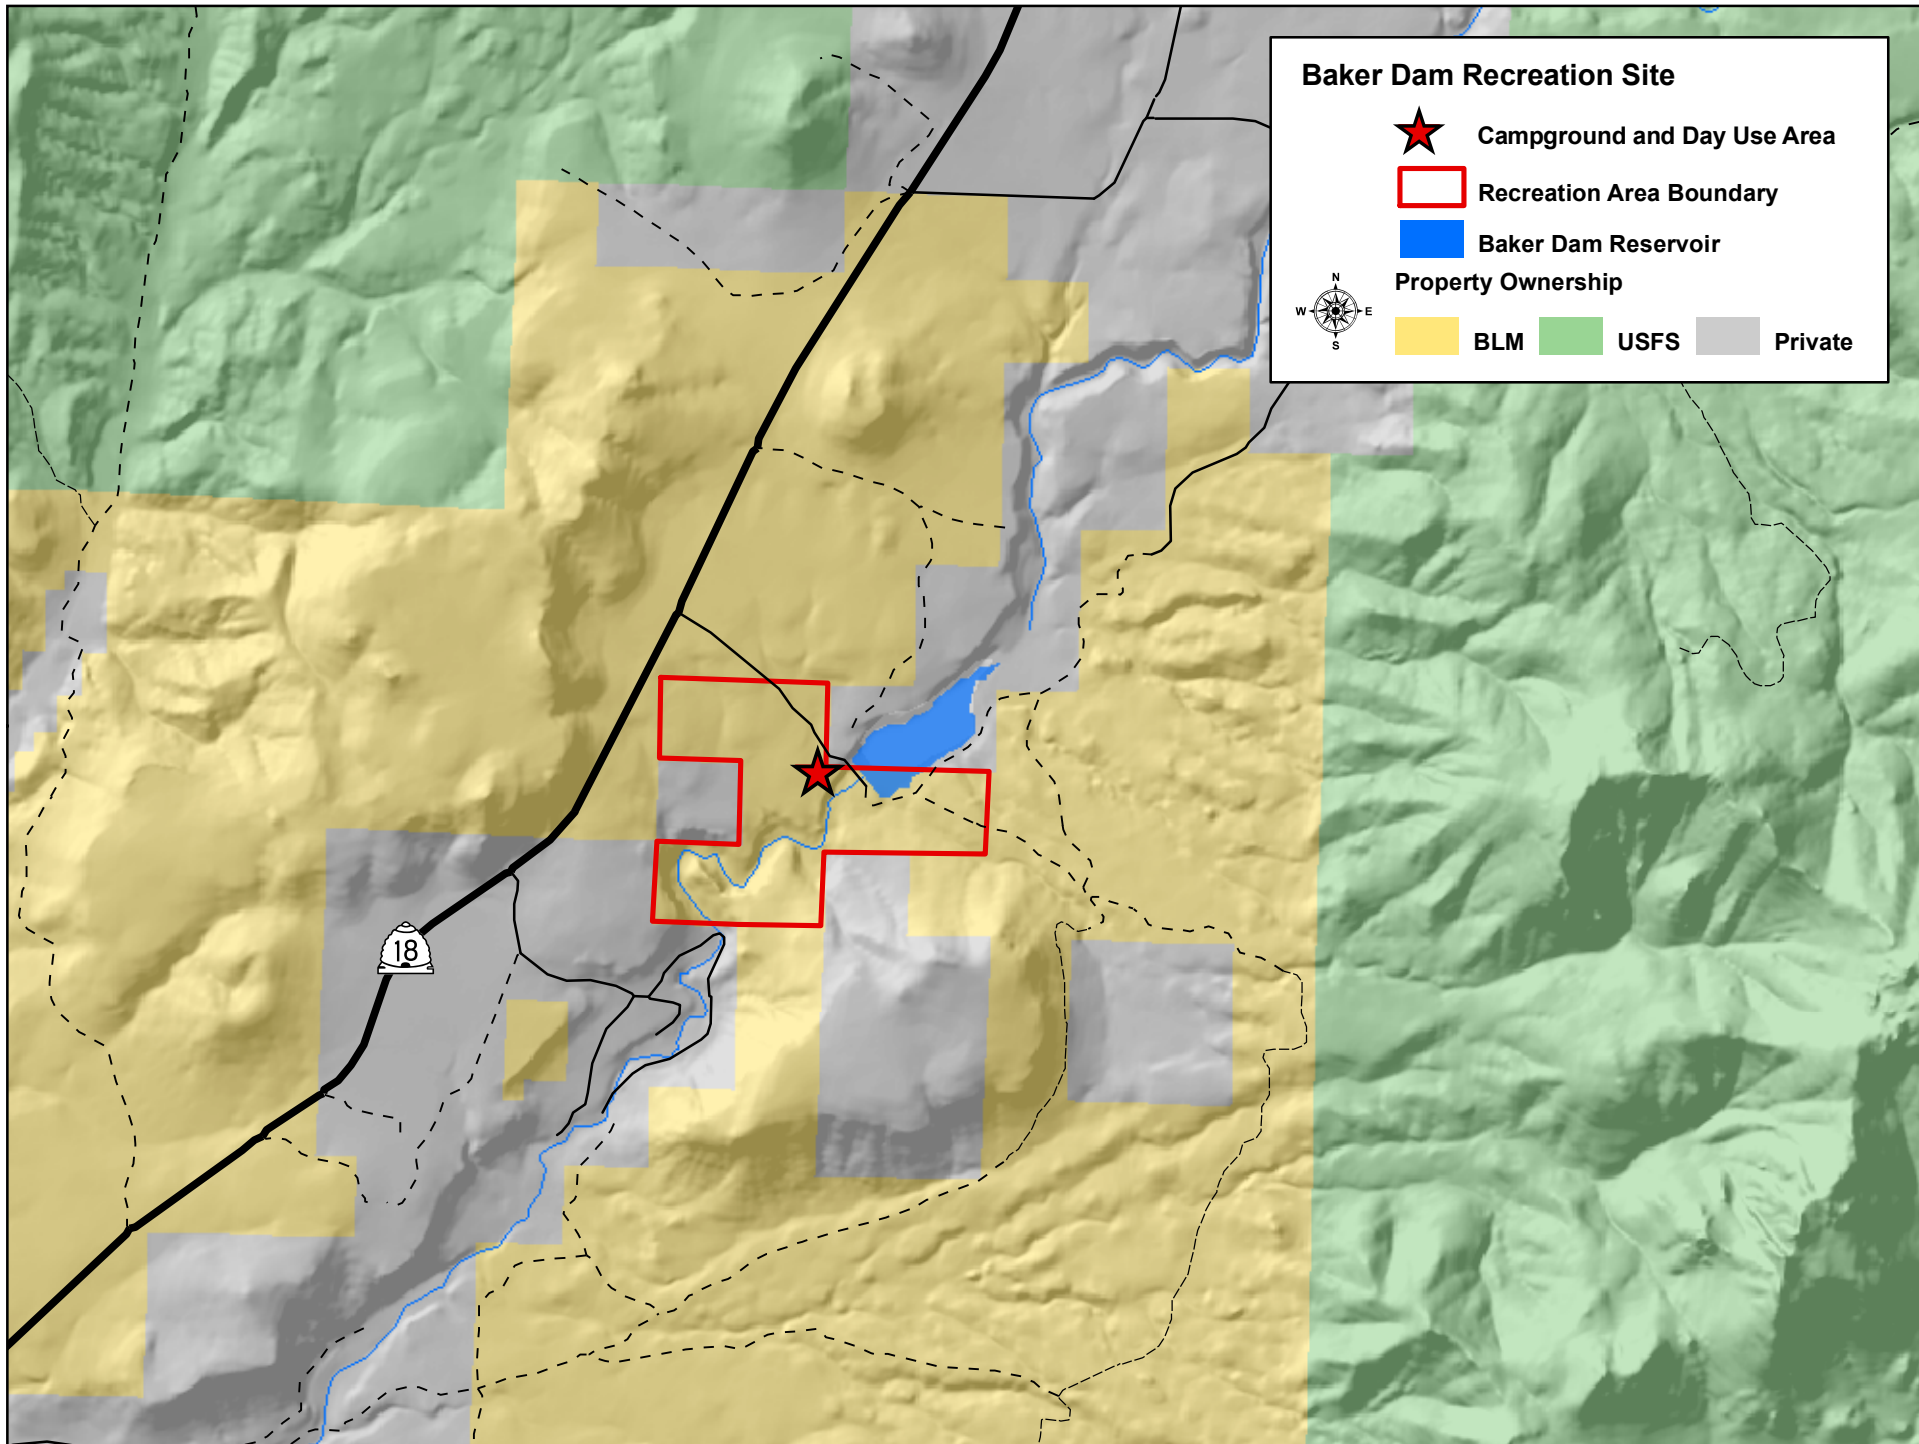 Baker Dam Recreation Site
Campground and Day Use Area
Recreation Area Boundary
Baker Dam Reservoir
N
W E
S
Property Ownership
BLM USFS Private
18